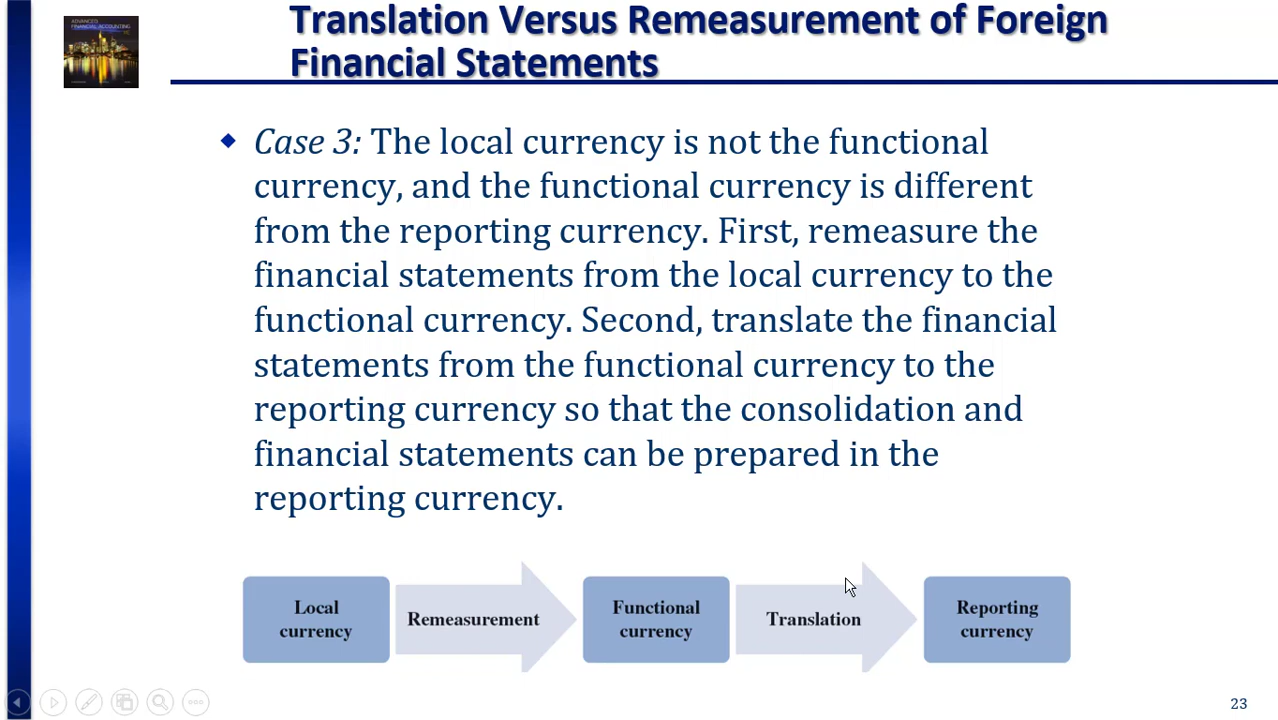 Translation Versus Remeasurement of Foreign
Financial Statements
ADVANCED
FINANCIAL ACCOUNTING
Case 3: The local currency is not the functional
currency, and the functional currency is different
from the reporting currency. First, remeasure the
financial statements from the local currency to the
functional currency. Second, translate the financial
statements from the functional currency to the
reporting currency so that the consolidation and
financial statements can be prepared in the
reporting currency.
Local
currency
Remeasurement
Functional
currency
Translation
Reporting
currency
23